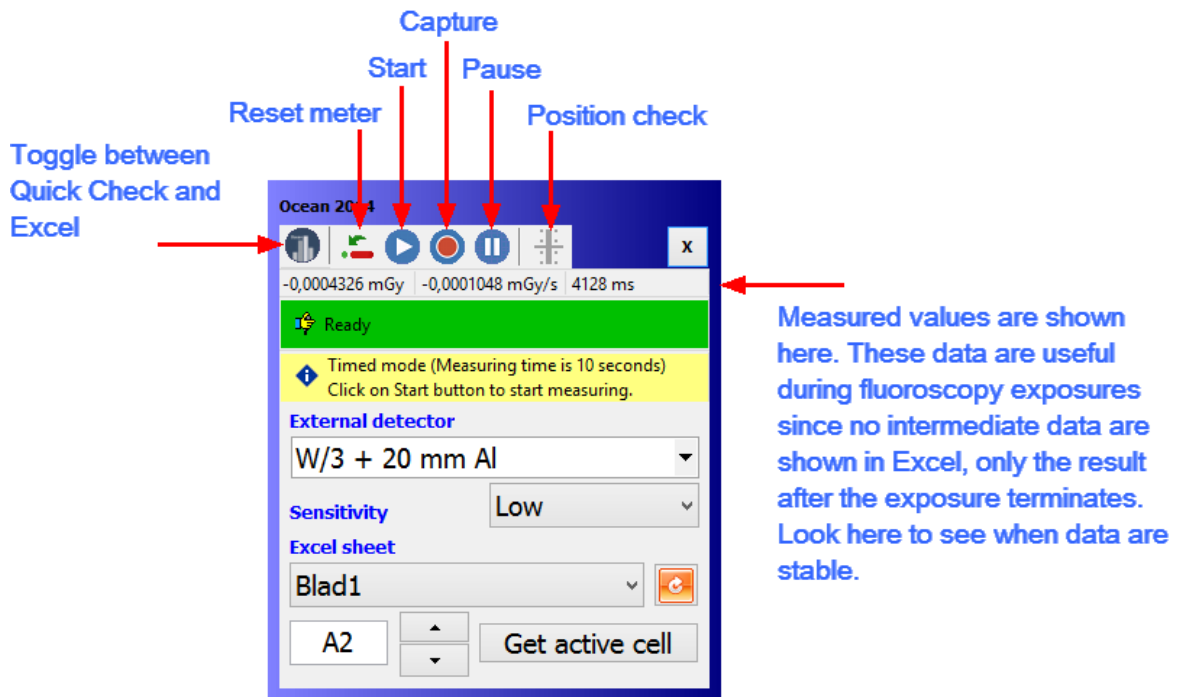 Capture
Start
Pause
Reset meter
Position check
Toggle between
Quick Check and
Excel
Ocean
x
-0,0004326 mGy
-0,0001048 mGy/s
4128 ms
Ready
Timed mode (Measuring time is 10 seconds)
Click on Start button to start measuring.
Measured values are shown
here. These data are useful
during fluoroscopy exposures
since no intermediate data are
shown in Excel, only the result
after the exposure terminates.
Look here to see when data are
stable.
External detector
W/3 + 20 mm Al
Sensitivity
Low
Excel sheet
Blad1
A2
Get active cell